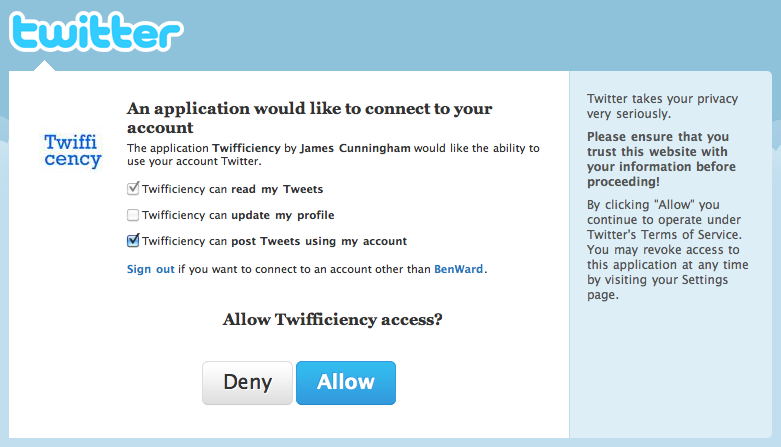 twitter
An application would like to connect to your
account
Twiffi
cency
The application Twifficiency by James Cunningham would like the ability to
use your account Twitter.
Twifficiency can read my Tweets
Twifficiency can update my profile
Twifficiency can post Tweets using my account
Sign out if you want to connect to an account other than BenWard.
Allow Twifficiency access?
Deny
Allow
Twitter takes your privacy
very seriously.
Please ensure that you
trust this website with
your information before
proceeding!
By clicking "Allow" you
continue to operate under
Twitter's Terms of Service.
You may revoke access to
this application at any time
by visiting your Settings
page.